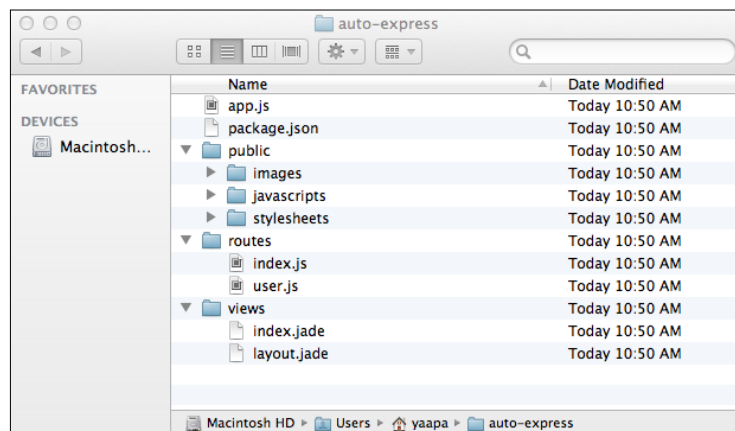 auto-express
FAVORITES
DEVICES
Macintosh...
Name Date Modified
app.js Today 10:50 AM
package.json Today 10:50 AM
public Today 10:50 AM
images Today 10:50 AM
javascripts Today 10:50 AM
stylesheets Today 10:50 AM
routes Today 10:50 AM
index.js Today 10:50 AM
user.js Today 10:50 AM
views Today 10:50 AM
index.jade Today 10:50 AM
layout.jade Today 10:50 AM
Macintosh HD ▸ Users ▸ yaapa ▸ auto-express